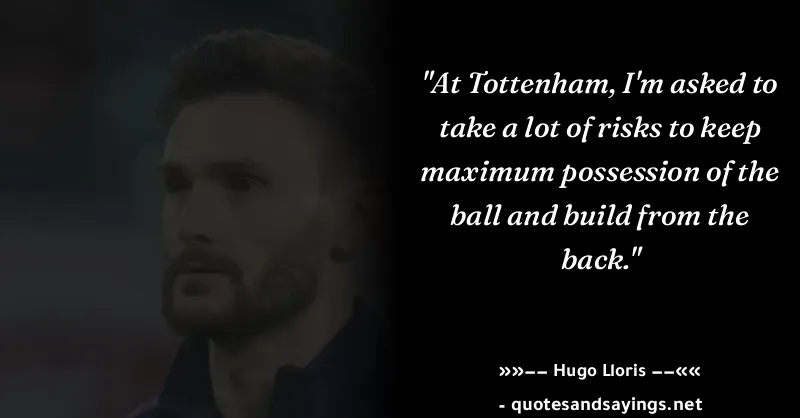 "At Tottenham, I'm asked to
take a lot of risks to keep
maximum possession of the
ball and build from the
back."
»»−− Hugo Lloris −−««
- quotesandsayings.net